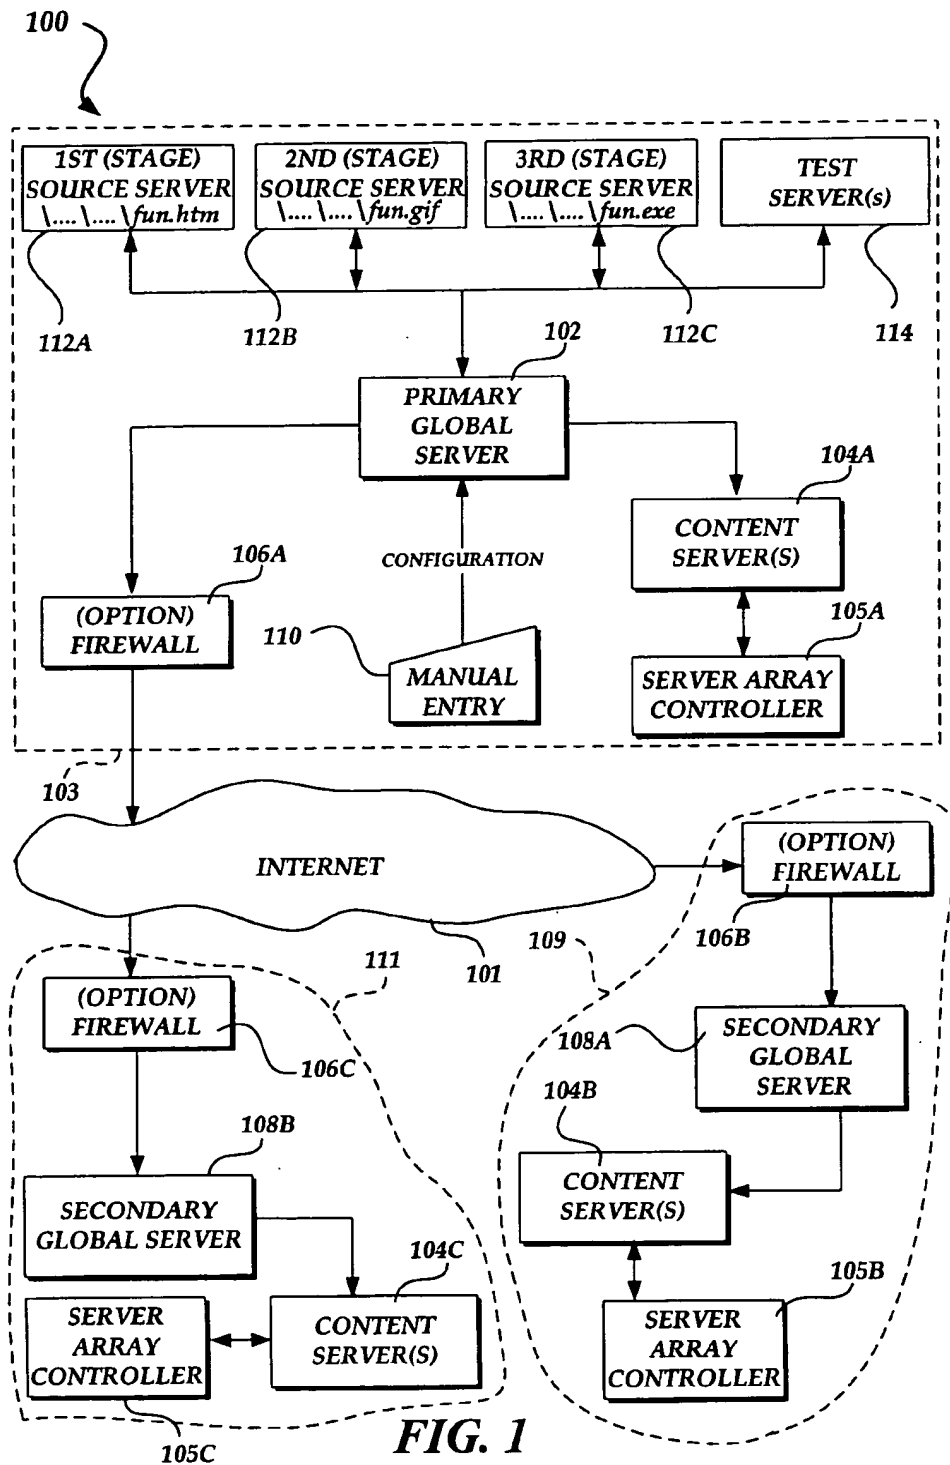 100
1ST (STAGE)
SOURCE SERVER
\.... \.... \fun.htm
2ND (STAGE)
SOURCE SERVER
\.... \.... \fun.gif
3RD (STAGE)
SOURCE SERVER
\.... \.... \fun.exe
TEST
SERVER(s)
112A
112B
112C
114
102
PRIMARY
GLOBAL
SERVER
104A
CONTENT
SERVER(S)
CONFIGURATION
106A
(OPTION)
FIREWALL
110
MANUAL
ENTRY
105A
SERVER ARRAY
CONTROLLER
103
INTERNET
101
(OPTION)
FIREWALL
106B
109
111
(OPTION)
FIREWALL
106C
108A
SECONDARY
GLOBAL
SERVER
104B
CONTENT
SERVER(S)
108B
SECONDARY
GLOBAL SERVER
104C
CONTENT
SERVER(S)
105B
SERVER
ARRAY
CONTROLLER
SERVER
ARRAY
CONTROLLER
105C
FIG. 1